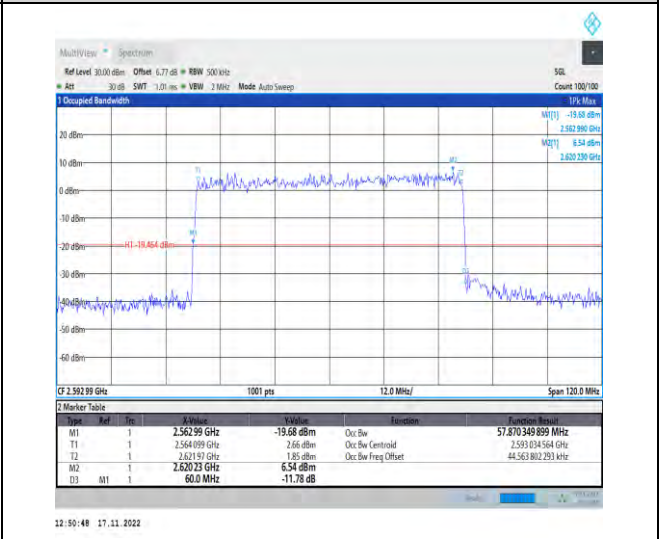 MultiView Spectrum
Ref Level 30.00 dBm Offset 6.77 dB RBW 500 kHz SGL
Att 30 dB SWT 1.01 ms VBW 2 MHz Mode Auto Sweep Count 100/100
1 Occupied Bandwidth 1Pk Max
M1[1] -19.68 dBm
2.562 990 GHz
M2[1] 6.54 dBm
2.620 230 GHz
20 dBm
10 dBm
0 dBm
-10 dBm
-20 dBm
H1 -19.464 dBm
-30 dBm
-40 dBm
-50 dBm
-60 dBm
T1
M2
T2
M1
D3
CF 2.592 99 GHz 1001 pts 12.0 MHz/ Span 120.0 MHz
2 Marker Table
Type Ref Trc X-Value Y-Value Function Function Result
M1 1 2.562 99 GHz -19.68 dBm Occ Bw 57.870 349 899 MHz
T1 1 2.564 099 GHz 2.66 dBm Occ Bw Centroid 2.593 034 564 GHz
T2 1 2.621 97 GHz 1.85 dBm Occ Bw Freq Offset 44.563 802 293 kHz
M2 1 2.620 23 GHz 6.54 dBm
D3 M1 1 60.0 MHz -11.78 dB
12:50:48 17.11.2022